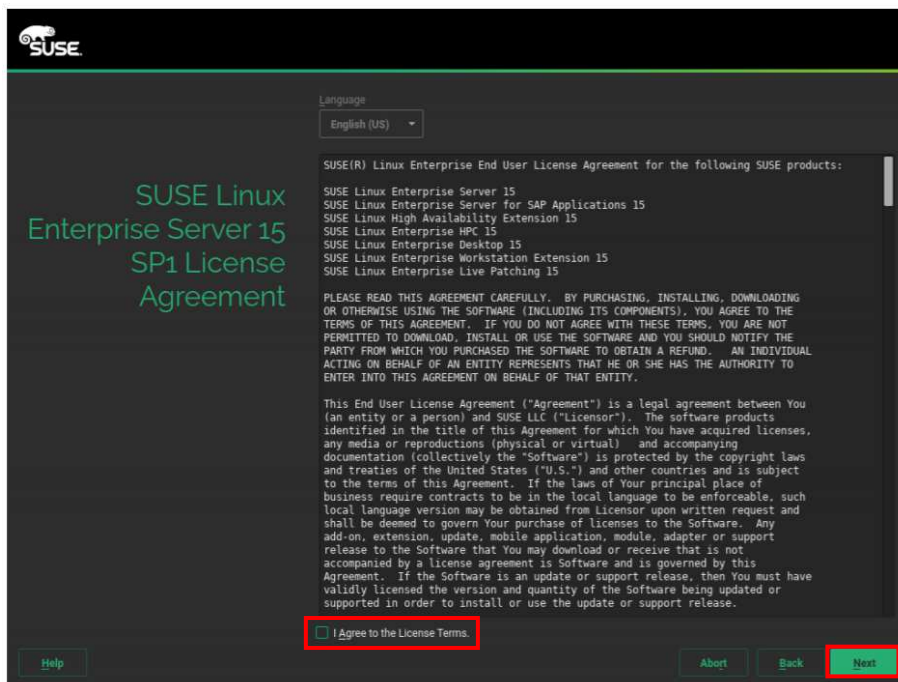 SUSE.
Language
English (US)
SUSE Linux
Enterprise Server 15
SP1 License
Agreement
SUSE(R) Linux Enterprise End User License Agreement for the following SUSE products:
SUSE Linux Enterprise Server 15
SUSE Linux Enterprise Server for SAP Applications 15
SUSE Linux High Availability Extension 15
SUSE Linux Enterprise HPC 15
SUSE Linux Enterprise Desktop 15
SUSE Linux Enterprise Workstation Extension 15
SUSE Linux Enterprise Live Patching 15
PLEASE READ THIS AGREEMENT CAREFULLY.  BY PURCHASING, INSTALLING, DOWNLOADING
OR OTHERWISE USING THE SOFTWARE (INCLUDING ITS COMPONENTS), YOU AGREE TO THE
TERMS OF THIS AGREEMENT.  IF YOU DO NOT AGREE WITH THESE TERMS, YOU ARE NOT
PERMITTED TO DOWNLOAD, INSTALL OR USE THE SOFTWARE AND YOU SHOULD NOTIFY THE
PARTY FROM WHICH YOU PURCHASED THE SOFTWARE TO OBTAIN A REFUND.   AN INDIVIDUAL
ACTING ON BEHALF OF AN ENTITY REPRESENTS THAT HE OR SHE HAS THE AUTHORITY TO
ENTER INTO THIS AGREEMENT ON BEHALF OF THAT ENTITY.
This End User License Agreement ("Agreement") is a legal agreement between You
(an entity or a person) and SUSE LLC ("Licensor").  The software products
identified in the title of this Agreement for which You have acquired licenses,
any media or reproductions (physical or virtual)   and accompanying
documentation (collectively the "Software") is protected by the copyright laws
and treaties of the United States ("U.S.") and other countries and is subject
to the terms of this Agreement.  If the laws of Your principal place of
business require contracts to be in the local language to be enforceable, such
local language version may be obtained from Licensor upon written request and
shall be deemed to govern Your purchase of licenses to the Software.  Any
add-on, extension, update, mobile application, module, adapter or support
release to the Software that You may download or receive that is not
accompanied by a license agreement is Software and is governed by this
Agreement.  If the Software is an update or support release, then You must have
validly licensed the version and quantity of the Software being updated or
supported in order to install or use the update or support release.
I Agree to the License Terms.
Help
Abort
Back
Next